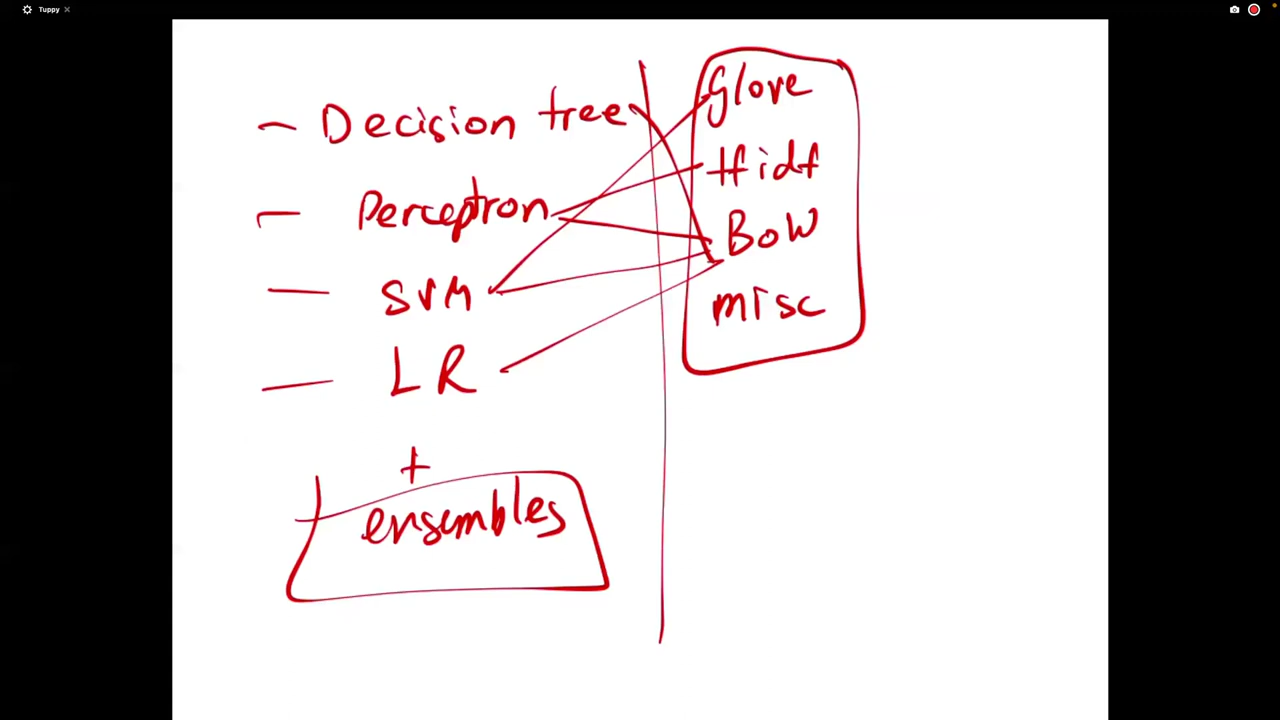 Tuppy
- Decision tree
- Perceptron
- SVM
- LR
+
ensembles
Glove
tfidf
BoW
misc